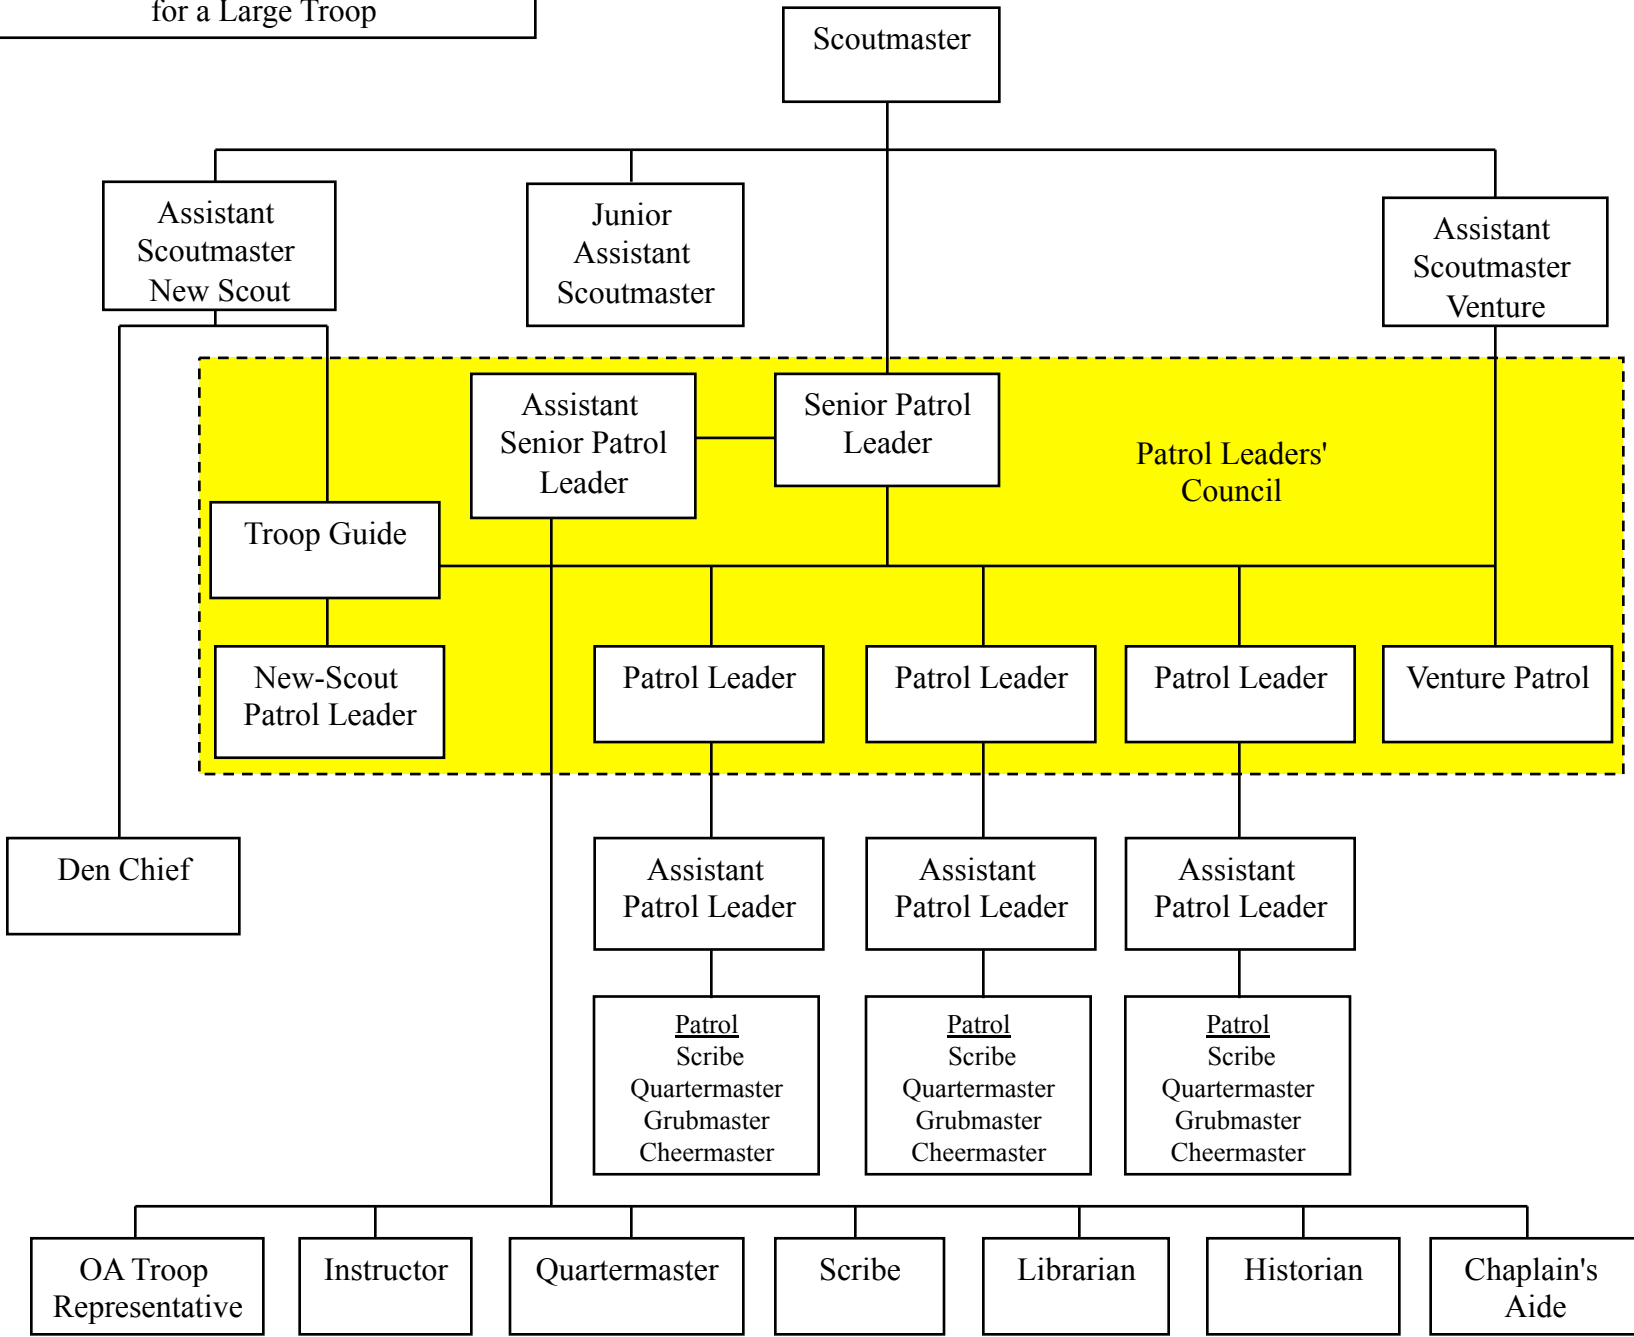 for a Large Troop
Scoutmaster
Assistant
Scoutmaster
New Scout
Junior
Assistant
Scoutmaster
Assistant
Scoutmaster
Venture
Assistant
Senior Patrol
Leader
Senior Patrol
Leader
Patrol Leaders'
Council
Troop Guide
New-Scout
Patrol Leader
Patrol Leader
Patrol Leader
Patrol Leader
Venture Patrol
Den Chief
Assistant
Patrol Leader
Assistant
Patrol Leader
Assistant
Patrol Leader
Patrol
Scribe
Quartermaster
Grubmaster
Cheermaster
Patrol
Scribe
Quartermaster
Grubmaster
Cheermaster
Patrol
Scribe
Quartermaster
Grubmaster
Cheermaster
OA Troop
Representative
Instructor
Quartermaster
Scribe
Librarian
Historian
Chaplain's
Aide